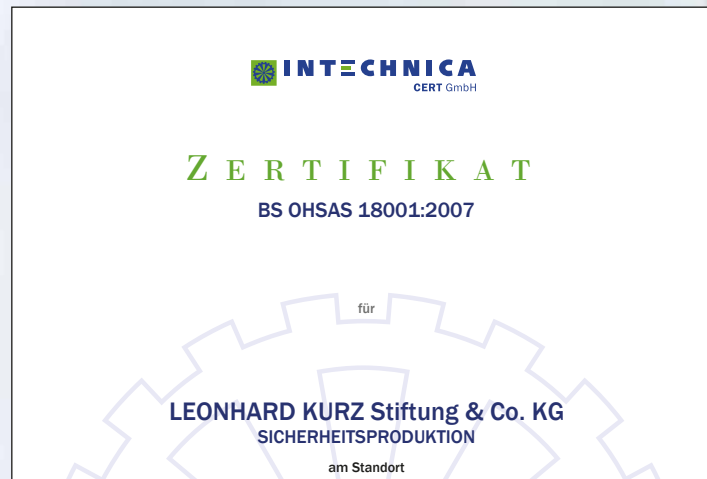 INTECHNICA
CERT GmbH
ZERTIFIKAT
BS OHSAS 18001:2007
für
LEONHARD KURZ Stiftung & Co. KG
SICHERHEITSPRODUKTION
am Standort